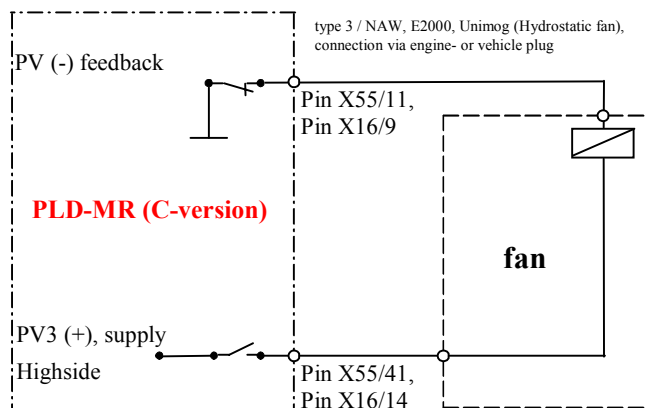 type 3 / NAW, E2000, Unimog (Hydrostatic fan),
connection via engine- or vehicle plug
PV (-) feedback
Pin X55/11,
Pin X16/9
PLD-MR (C-version)
fan
PV3 (+), supply
Highside
Pin X55/41,
Pin X16/14